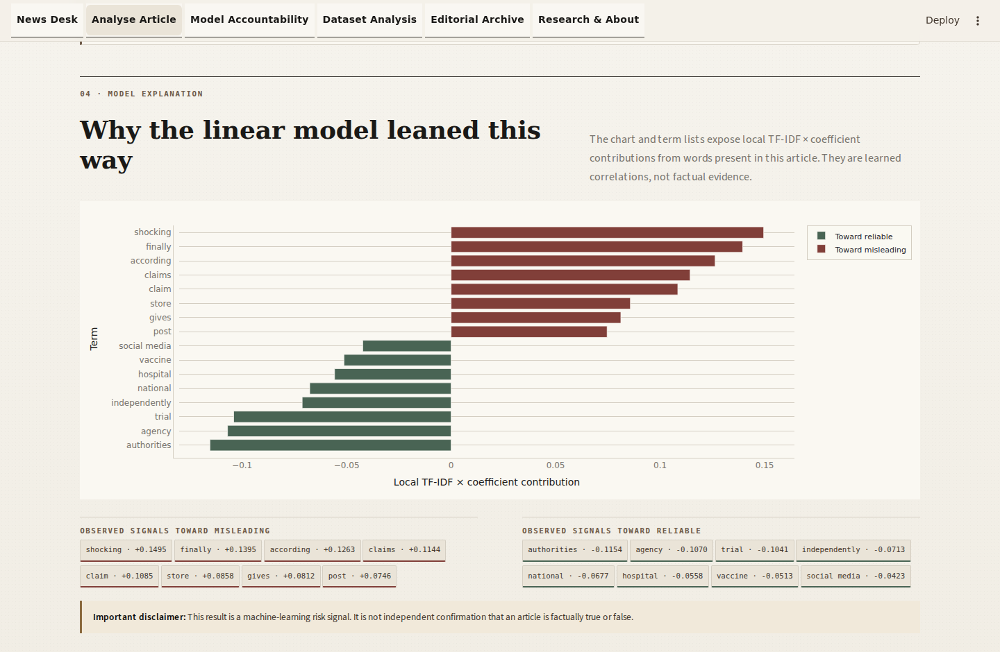 News Desk
Analyse Article
Model Accountability
Dataset Analysis
Editorial Archive
Research & About
Deploy
04 · MODEL EXPLANATION
Why the linear model leaned this
way
The chart and term lists expose local TF-IDF × coefficient
contributions from words present in this article. They are learned
correlations, not factual evidence.
shocking
finally
according
claims
claim
store
gives
post
social media
vaccine
hospital
national
independently
trial
agency
authorities
Term
−0.1
−0.05
0
0.05
0.1
0.15
Local TF-IDF × coefficient contribution
Toward reliable
Toward misleading
OBSERVED SIGNALS TOWARD MISLEADING
shocking · +0.1495
finally · +0.1395
according · +0.1263
claims · +0.1144
claim · +0.1085
store · +0.0858
gives · +0.0812
post · +0.0746
OBSERVED SIGNALS TOWARD RELIABLE
authorities · -0.1154
agency · -0.1070
trial · -0.1041
independently · -0.0713
national · -0.0677
hospital · -0.0558
vaccine · -0.0513
social media · -0.0423
Important disclaimer: This result is a machine-learning risk signal. It is not independent confirmation that an article is factually true or false.